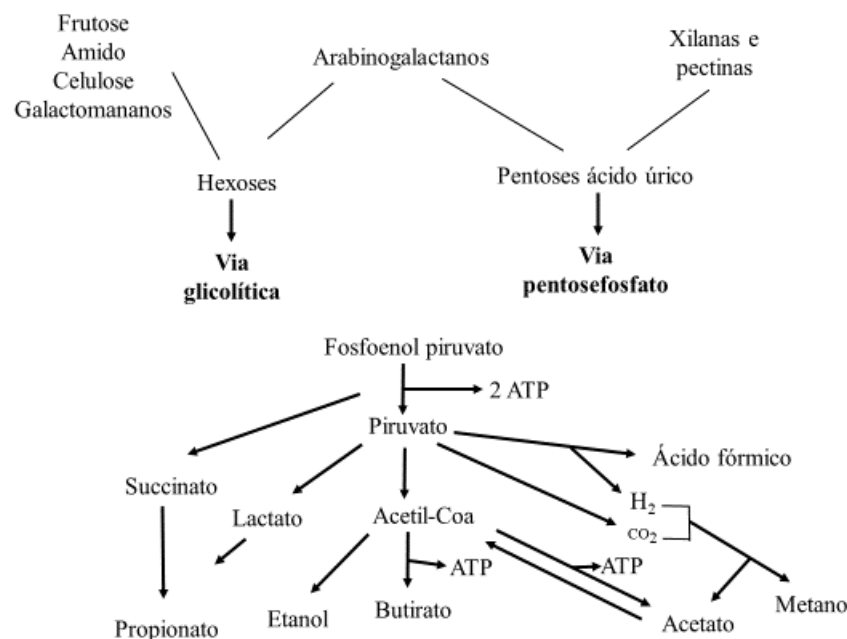 Frutose
Amido
Celulose
Galactomananos
Arabinogalactanos
Xilanas e
pectinas
Hexoses
Pentoses ácido úrico
Via
glicolítica
Via
pentosefosfato
Fosfoenol piruvato
2 ATP
Piruvato
Ácido fórmico
Succinato
H₂
Lactato
Acetil-Coa
CO₂
ATP
ATP
Etanol
Butirato
Metano
Propionato
Acetato